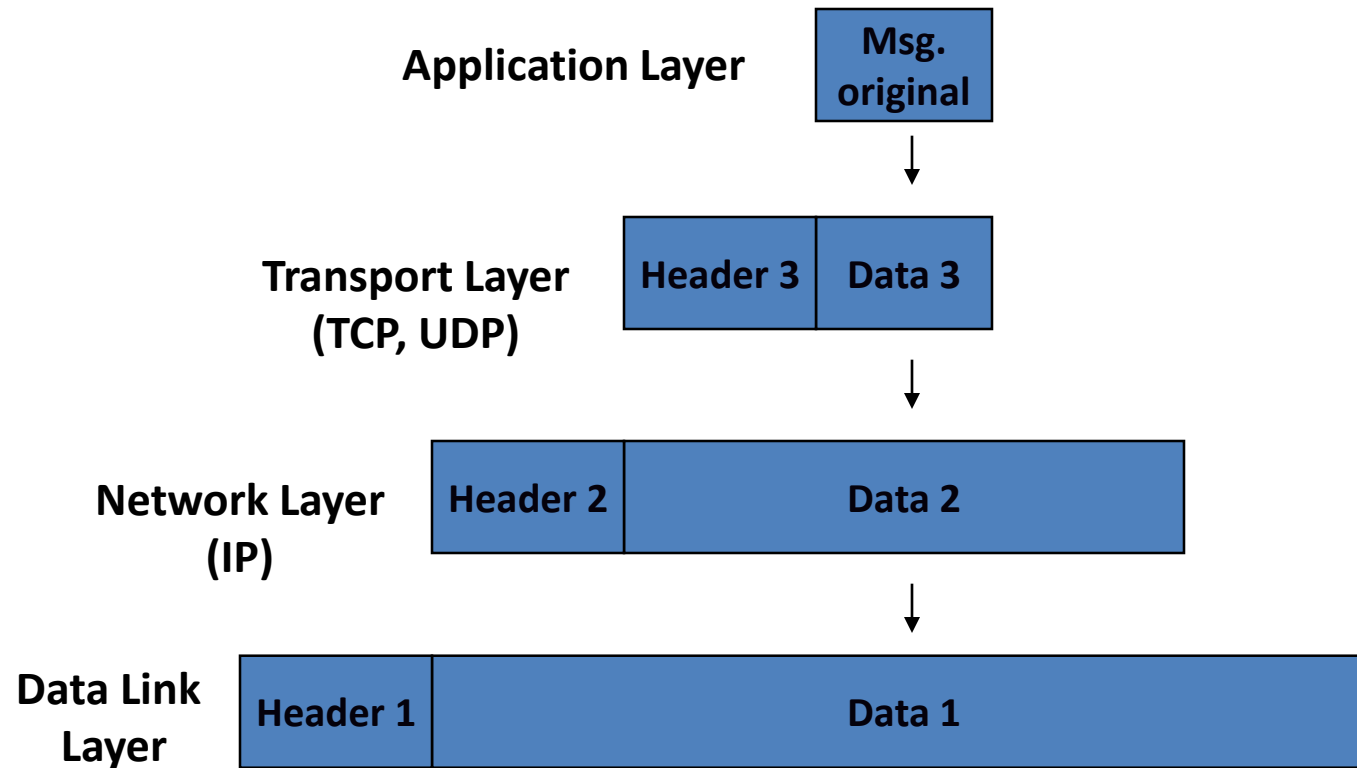 Application Layer
Msg.
original
Transport Layer
(TCP, UDP)
Header 3
Data 3
Network Layer
(IP)
Header 2
Data 2
Data Link
Layer
Header 1
Data 1